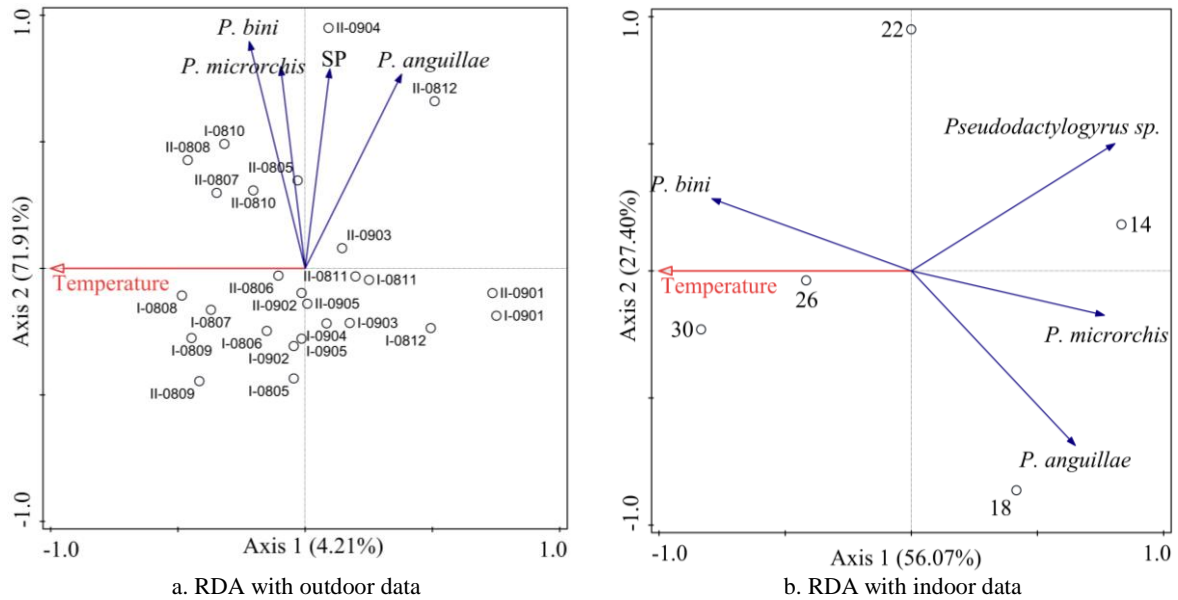 1.0
P. bini
II-0904
P. microrchis
SP
P. anguillae
II-0812
I-0810
II-0808
II-0805
II-0807
II-0810
II-0903
Temperature
II-0806
II-0811
I-0811
I-0808
II-0902
II-0905
II-0901
I-0807
I-0903
I-0901
I-0809
I-0806
I-0904
I-0812
I-0902
I-0905
II-0809
I-0805
Axis 2 (71.91%)
-1.0
-1.0
Axis 1 (4.21%)
1.0
a. RDA with outdoor data
1.0
22
Pseudodactylogyrus sp.
P. bini
14
Temperature
26
30
P. microrchis
P. anguillae
18
Axis 2 (27.40%)
-1.0
-1.0
Axis 1 (56.07%)
1.0
b. RDA with indoor data